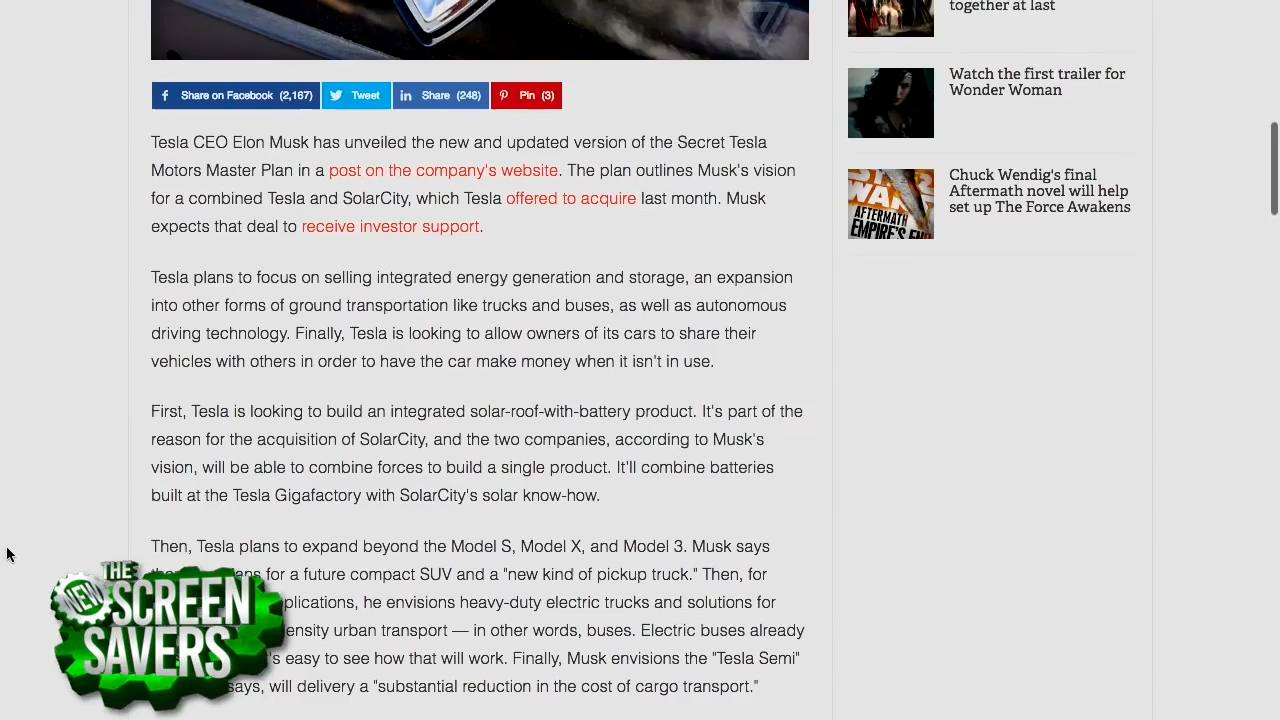 together at last
Share on Facebook (2,167)
Tweet
Share (248)
Pin (3)
Watch the first trailer for
Wonder Woman
Tesla CEO Elon Musk has unveiled the new and updated version of the Secret Tesla
Motors Master Plan in a post on the company's website. The plan outlines Musk's vision
for a combined Tesla and SolarCity, which Tesla offered to acquire last month. Musk
expects that deal to receive investor support.
Chuck Wendig's final
Aftermath novel will help
set up The Force Awakens
WARS
AFTERMATH
EMPIRE'S END
Tesla plans to focus on selling integrated energy generation and storage, an expansion
into other forms of ground transportation like trucks and buses, as well as autonomous
driving technology. Finally, Tesla is looking to allow owners of its cars to share their
vehicles with others in order to have the car make money when it isn't in use.
First, Tesla is looking to build an integrated solar-roof-with-battery product. It's part of the
reason for the acquisition of SolarCity, and the two companies, according to Musk's
vision, will be able to combine forces to build a single product. It'll combine batteries
built at the Tesla Gigafactory with SolarCity's solar know-how.
Then, Tesla plans to expand beyond the Model S, Model X, and Model 3. Musk says
for a future compact SUV and a "new kind of pickup truck." Then, for
he envisions heavy-duty electric trucks and solutions for
urban transport — in other words, buses. Electric buses already
easy to see how that will work. Finally, Musk envisions the "Tesla Semi"
says, will delivery a "substantial reduction in the cost of cargo transport."
THE
NEW
SCREEN
SAVERS